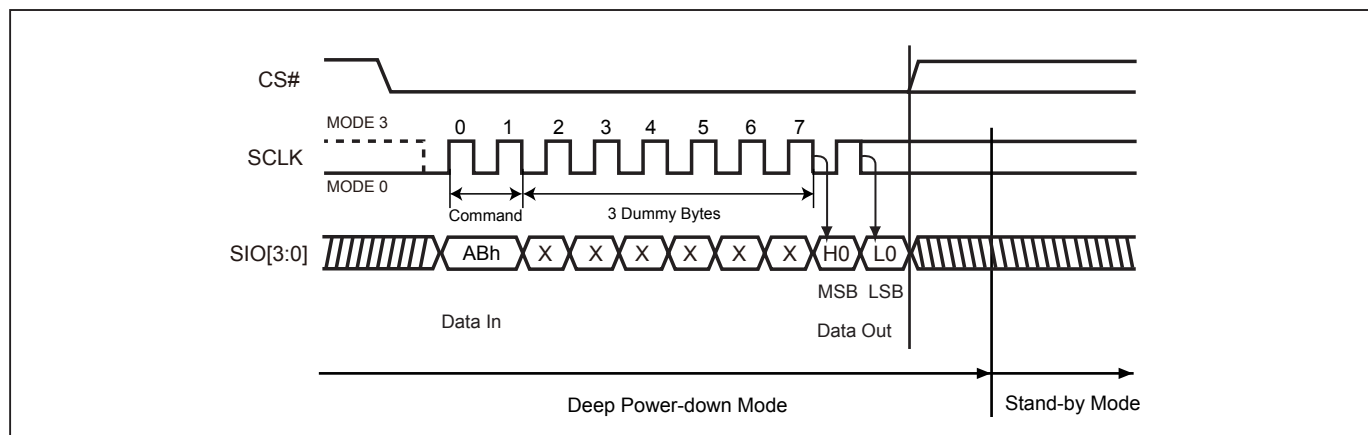 CS#
MODE 3
0 1 2 3 4 5 6 7
SCLK
MODE 0
Command
3 Dummy Bytes
SIO[3:0]
ABh X X X X X X H0 L0
MSB LSB
Data In
Data Out
Deep Power-down Mode
Stand-by Mode